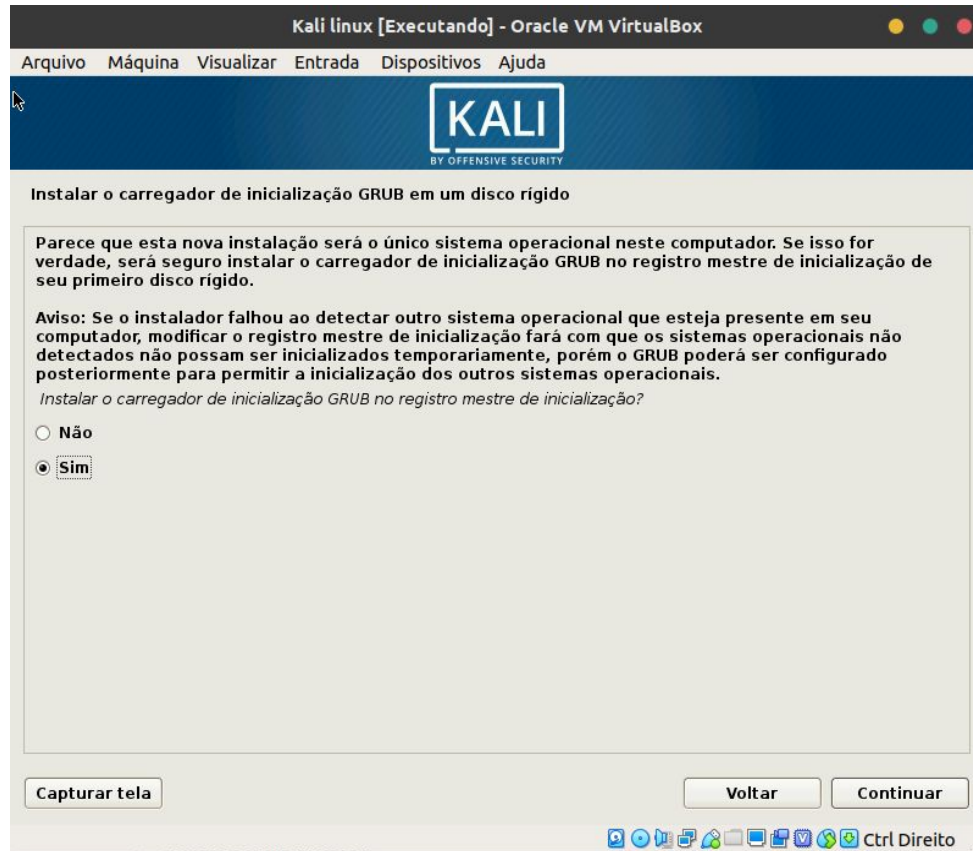 Kali linux [Executando] - Oracle VM VirtualBox
Arquivo Máquina Visualizar Entrada Dispositivos Ajuda
KALI
BY OFFENSIVE SECURITY
Instalar o carregador de inicialização GRUB em um disco rígido
Parece que esta nova instalação será o único sistema operacional neste computador. Se isso for
verdade, será seguro instalar o carregador de inicialização GRUB no registro mestre de inicialização de
seu primeiro disco rígido.
Aviso: Se o instalador falhou ao detectar outro sistema operacional que esteja presente em seu
computador, modificar o registro mestre de inicialização fará com que os sistemas operacionais não
detectados não possam ser inicializados temporariamente, porém o GRUB poderá ser configurado
posteriormente para permitir a inicialização dos outros sistemas operacionais.
Instalar o carregador de inicialização GRUB no registro mestre de inicialização?
Não
Sim
Capturar tela Voltar Continuar
Ctrl Direito